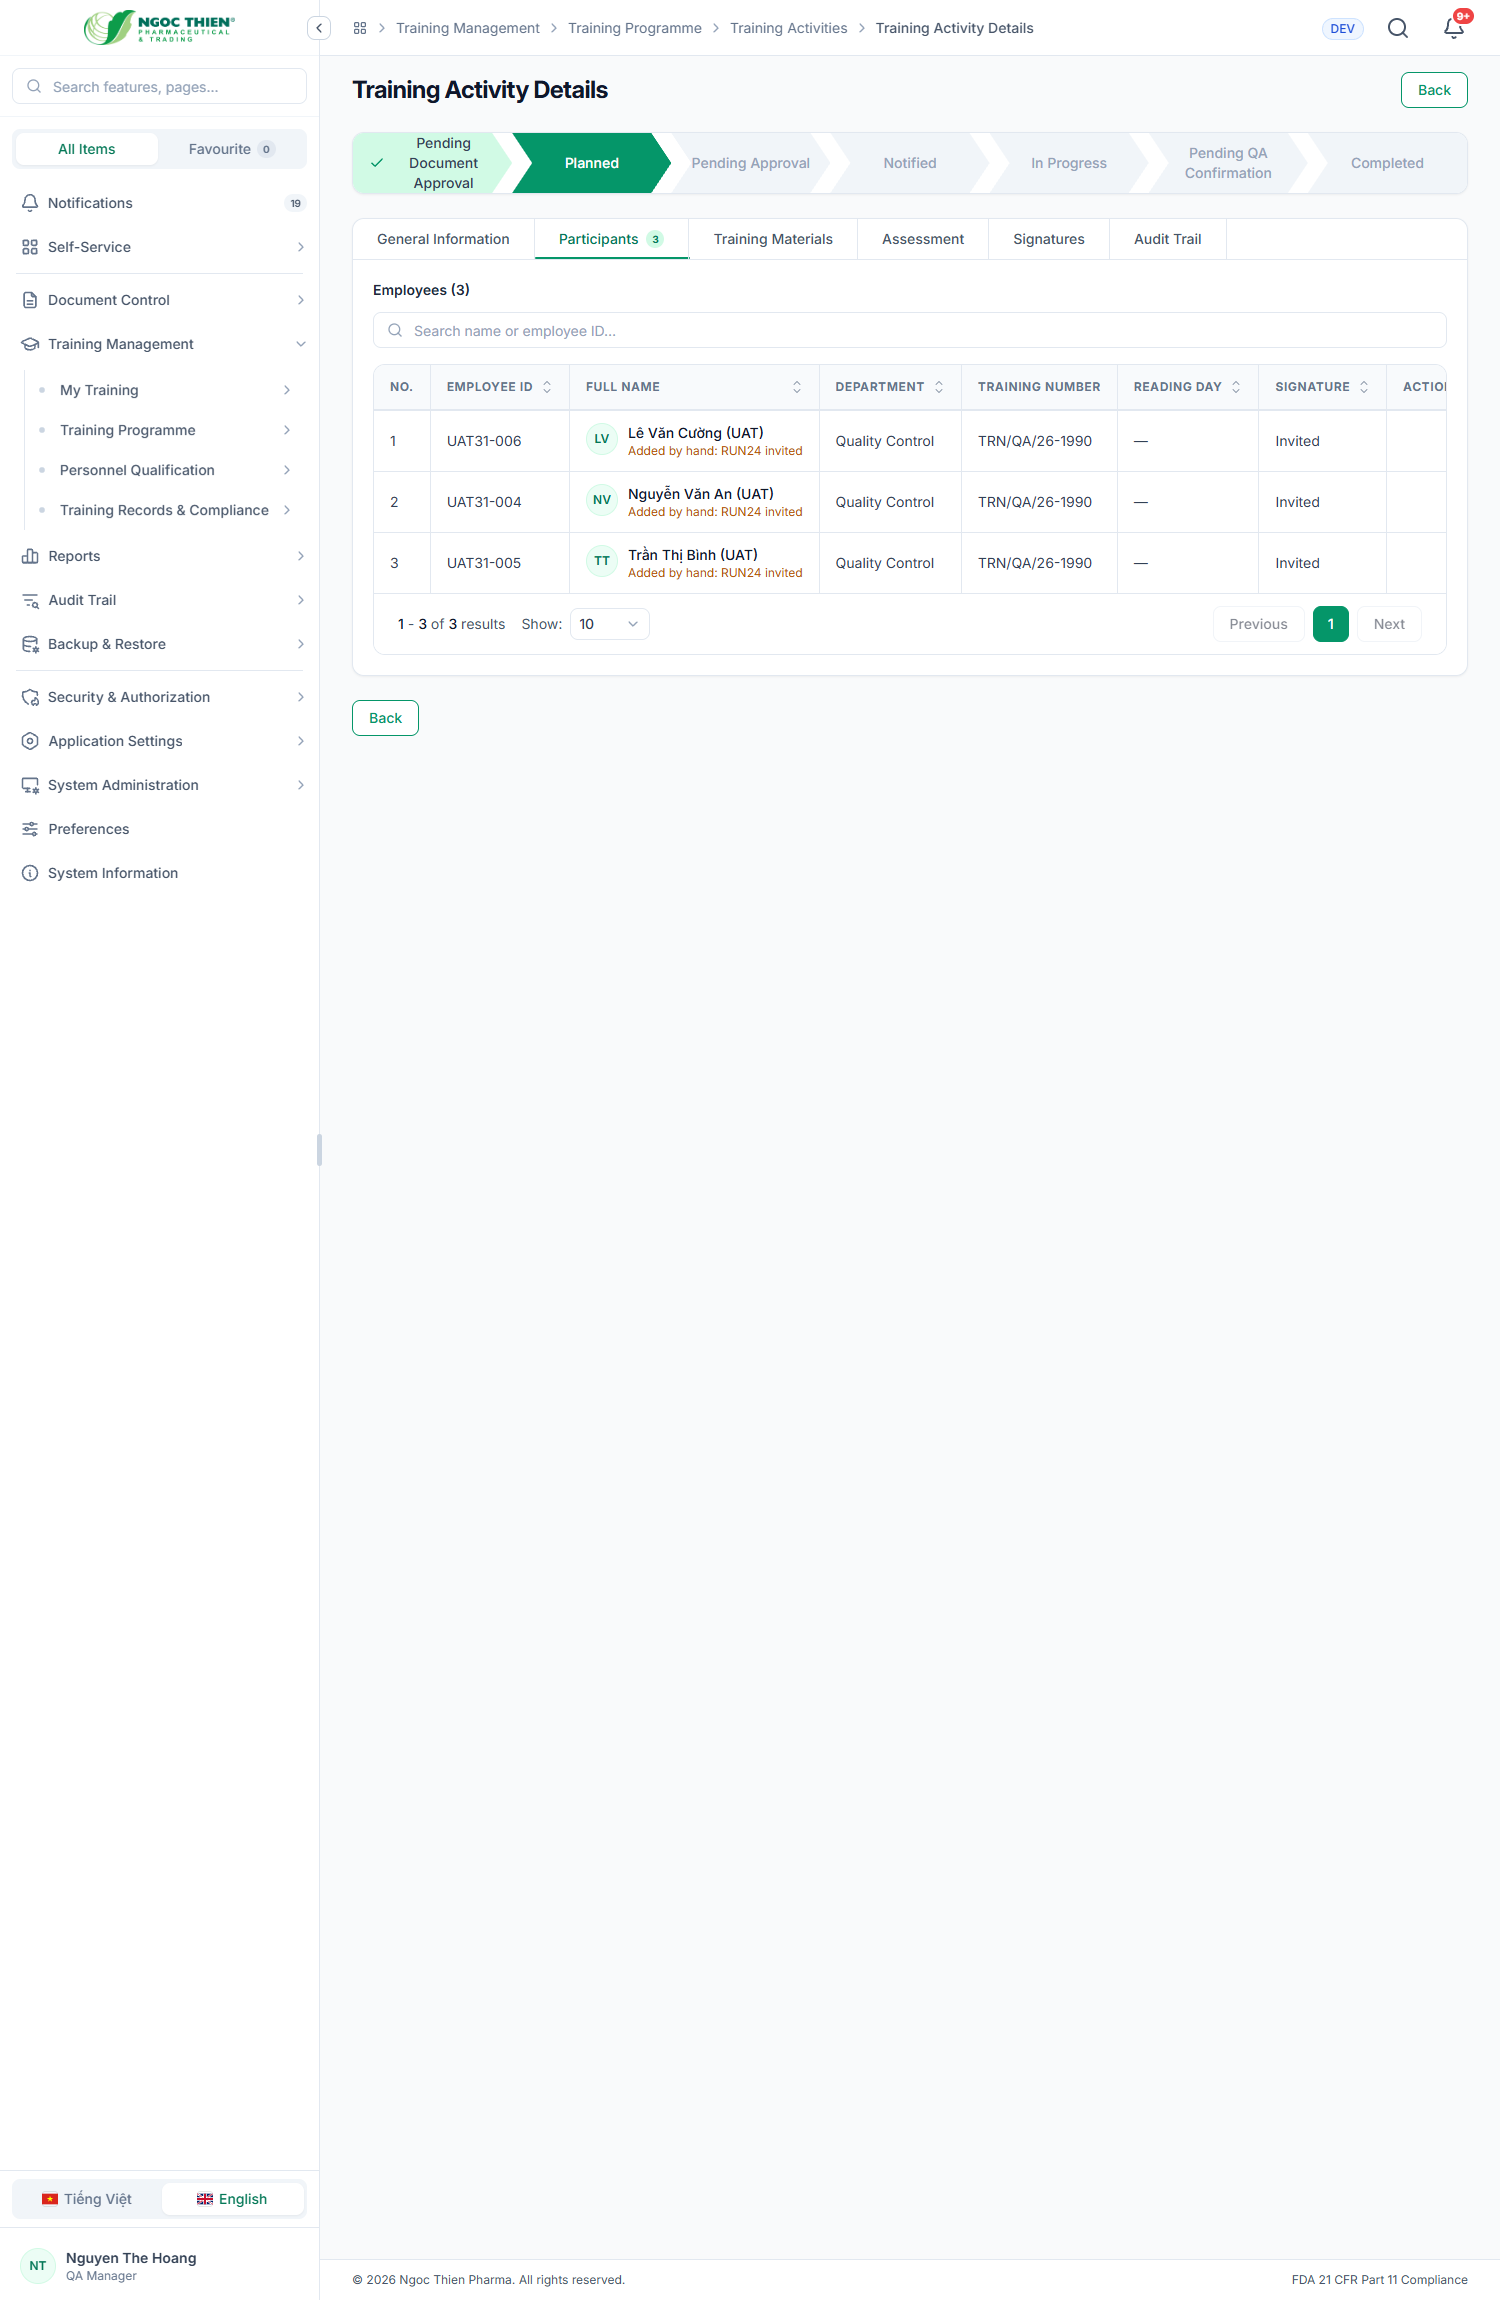 NGOC THIEN®
PHARMACEUTICAL
& TRADING
Search features, pages...
All Items
Favourite 0
Notifications 19
Self-Service
Document Control
Training Management
My Training
Training Programme
Personnel Qualification
Training Records & Compliance
Reports
Audit Trail
Backup & Restore
Security & Authorization
Application Settings
System Administration
Preferences
System Information
Tiếng Việt
English
NT
Nguyen The Hoang
QA Manager
Training Management
Training Programme
Training Activities
Training Activity Details
DEV
9+
Training Activity Details
Back
Pending
Document
Approval
Planned
Pending Approval
Notified
In Progress
Pending QA
Confirmation
Completed
General Information
Participants 3
Training Materials
Assessment
Signatures
Audit Trail
Employees (3)
Search name or employee ID...
NO. EMPLOYEE ID FULL NAME DEPARTMENT TRAINING NUMBER READING DAY SIGNATURE ACTIO
1 UAT31-006 LV Lê Văn Cường (UAT) Quality Control TRN/QA/26-1990 — Invited
Added by hand: RUN24 invited
2 UAT31-004 NV Nguyễn Văn An (UAT) Quality Control TRN/QA/26-1990 — Invited
Added by hand: RUN24 invited
3 UAT31-005 TT Trần Thị Bình (UAT) Quality Control TRN/QA/26-1990 — Invited
Added by hand: RUN24 invited
1 - 3 of 3 results Show: 10
Previous 1 Next
Back
© 2026 Ngoc Thien Pharma. All rights reserved.
FDA 21 CFR Part 11 Compliance